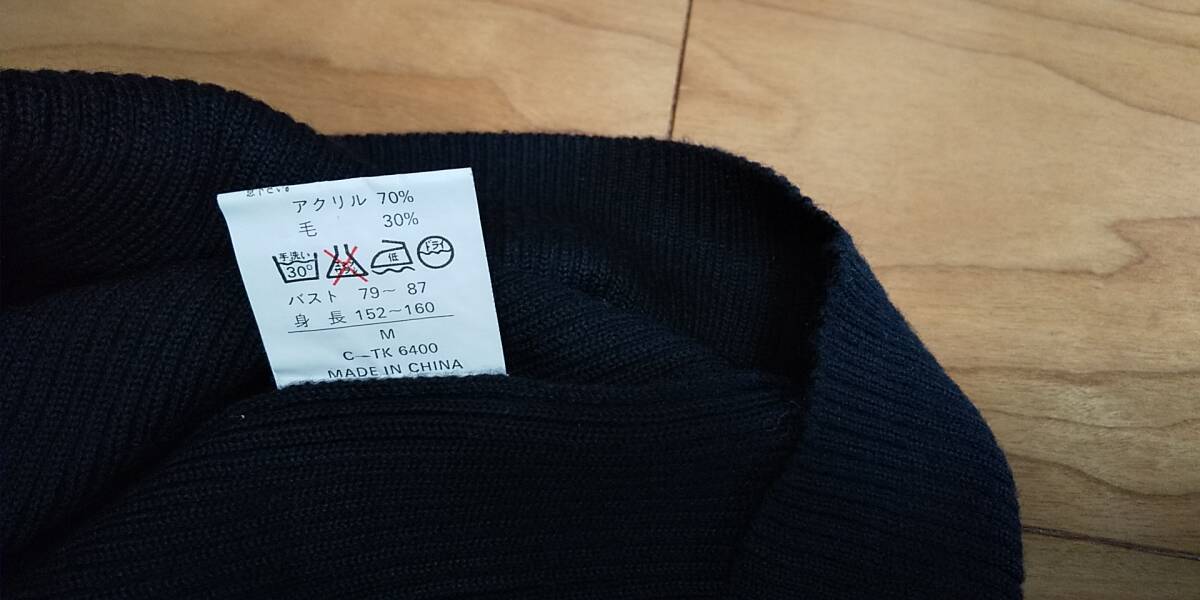 アクリル 70%
毛 30%
手洗い 30° 低 ドライ
バスト 79～87
身長 152～160
M
C-TK 6400
MADE IN CHINA